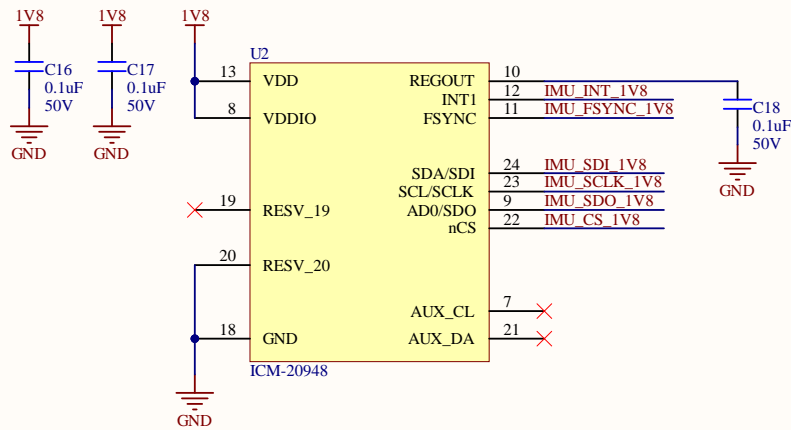 1V8
1V8
1V8
C16
0.1uF
50V
GND
C17
0.1uF
50V
GND
U2
13
VDD
8
VDDIO
19
RESV_19
20
RESV_20
18
GND
GND
REGOUT
10
INT1
12
IMU_INT_1V8
FSYNC
11
IMU_FSYNC_1V8
C18
0.1uF
50V
GND
SDA/SDI
24
IMU_SDI_1V8
SCL/SCLK
23
IMU_SCLK_1V8
AD0/SDO
9
IMU_SDO_1V8
nCS
22
IMU_CS_1V8
AUX_CL
7
AUX_DA
21
ICM-20948